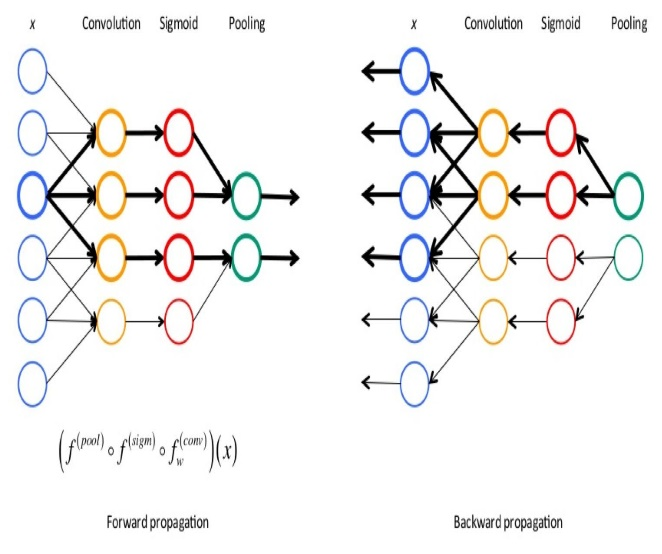 x Convolution Sigmoid Pooling
x Convolution Sigmoid Pooling
(f^(pool) ∘ f^(sigm) ∘ f_w^(conv))(x)
Forward propagation
Backward propagation